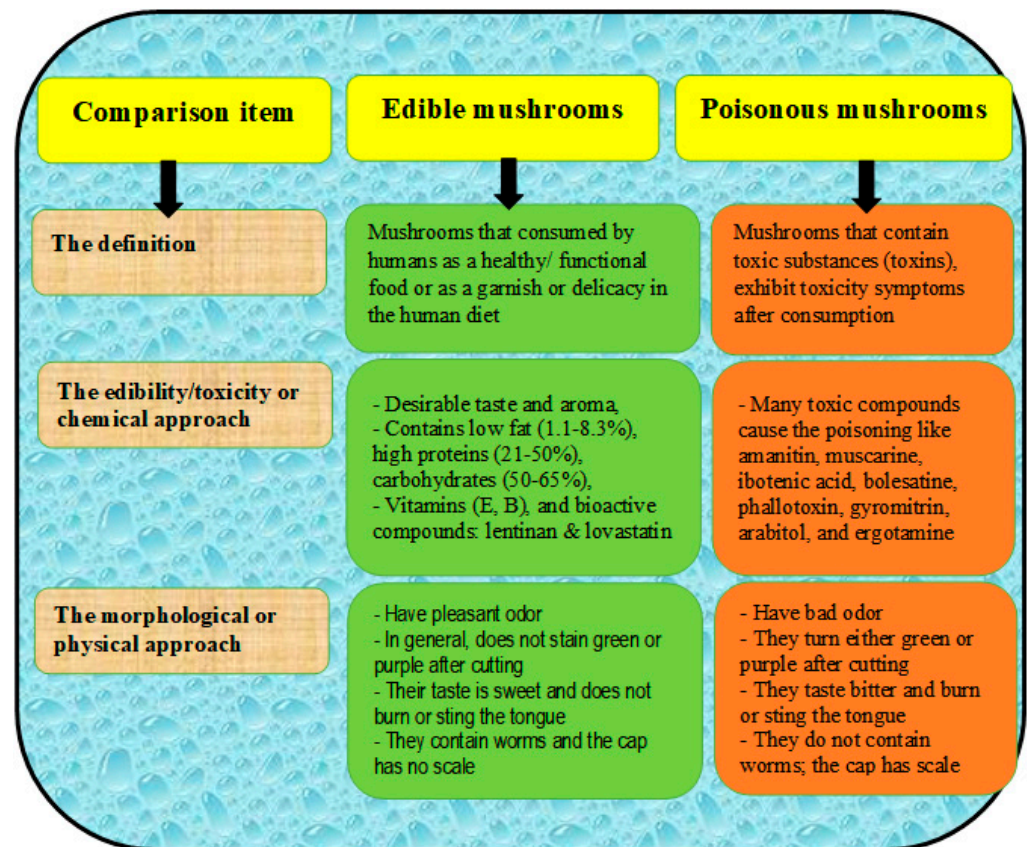 Comparison item
Edible mushrooms
Poisonous mushrooms
The definition
Mushrooms that consumed by
humans as a healthy/ functional
food or as a garnish or delicacy in
the human diet
Mushrooms that contain
toxic substances (toxins),
exhibit toxicity symptoms
after consumption
The edibility/toxicity or
chemical approach
- Desirable taste and aroma,
- Contains low fat (1.1-8.3%),
high proteins (21-50%),
carbohydrates (50-65%),
- Vitamins (E, B), and bioactive
compounds: lentinan & lovastatin
- Many toxic compounds
cause the poisoning like
amanitin, muscarine,
ibotenic acid, bolesatine,
phallotoxin, gyromitrin,
arabitol, and ergotamine
The morphological or
physical approach
- Have pleasant odor
- In general, does not stain green or
purple after cutting
- Their taste is sweet and does not
burn or sting the tongue
- They contain worms and the cap
has no scale
- Have bad odor
- They turn either green or
purple after cutting
- They taste bitter and burn
or sting the tongue
- They do not contain
worms; the cap has scale